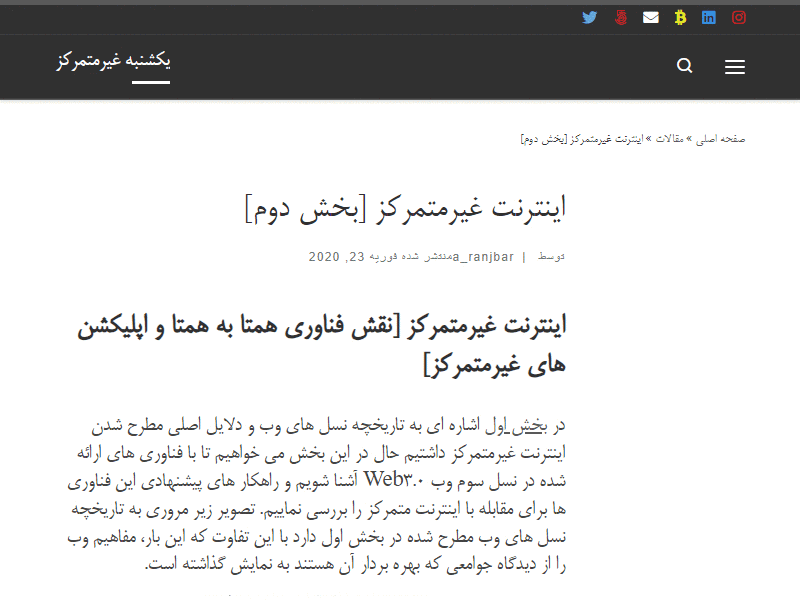 یکشنبه غیرمتمرکز
صفحه اصلی » مقالات » اینترنت غیرمتمرکز [بخش دوم]
اینترنت غیرمتمرکز [بخش دوم]
توسط | a_ranjbarمنتشر شده فوریه 23, 2020
اینترنت غیرمتمرکز [نقش فناوری همتا به همتا و اپلیکشن
های غیرمتمرکز]
در بخش اول اشاره ای به تاریخچه نسل های وب و دلایل اصلی مطرح شدن
اینترنت غیرمتمرکز داشتیم حال در این بخش می خواهیم تا با فناوری های ارائه
شده در نسل سوم وب Web۳.۰ آشنا شویم و راهکار های پیشنهادی این فناوری
ها برای مقابله با اینترنت متمرکز را بررسی نماییم. تصویر زیر مروری به تاریخچه
نسل های وب مطرح شده در بخش اول دارد با این تفاوت که این بار، مفاهیم وب
را از دیدگاه جوامعی که بهره بردار آن هستند به نمایش گذاشته است.